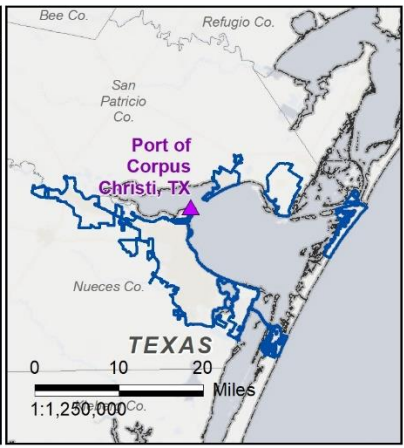 Bee Co.
Refugio Co.
San
Patricio
Co.
Port of
Corpus
Christi, TX
Nueces Co.
TEXAS
0 10 20
Miles
1:1,250,000
Co.